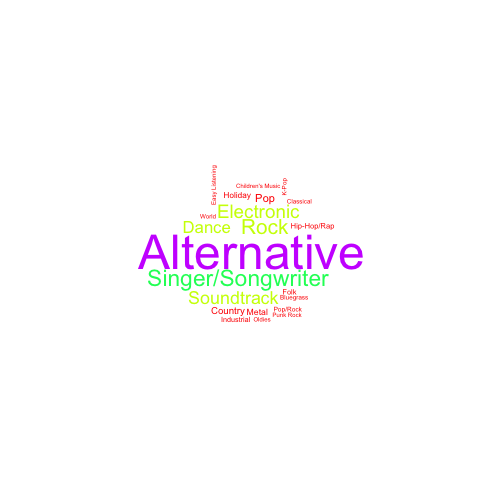 Easy Listening
Children's Music
K-Pop
Holiday
Pop
Classical
World
Electronic
Dance
Rock
Hip-Hop/Rap
Alternative
Singer/Songwriter
Soundtrack
Folk
Bluegrass
Country
Metal
Pop/Rock
Punk Rock
Industrial
Oldies